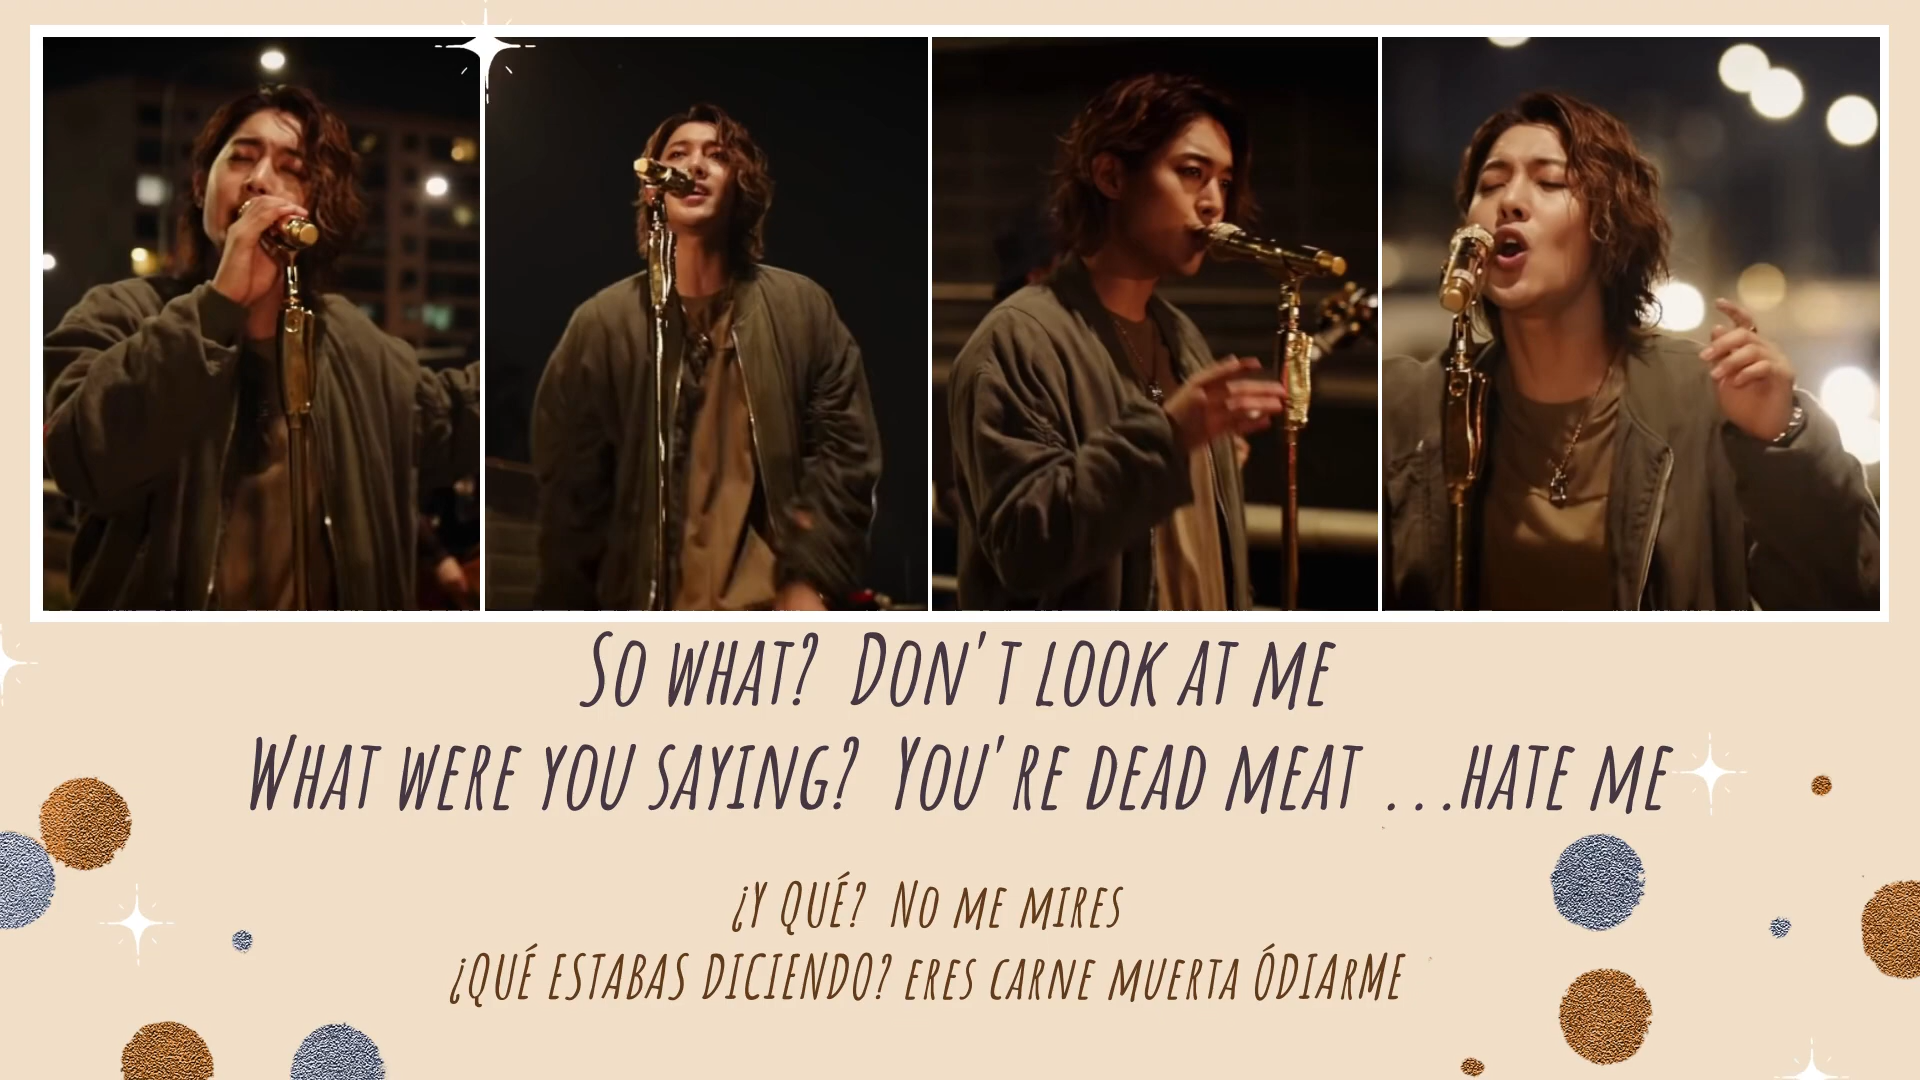 So what? Don't look at me
What were you saying? You're dead meat ...hate me
¿Y QUÉ? No me mires
¿QUÉ ESTABAS DICIENDO? eres carne muerta ÓDIARME